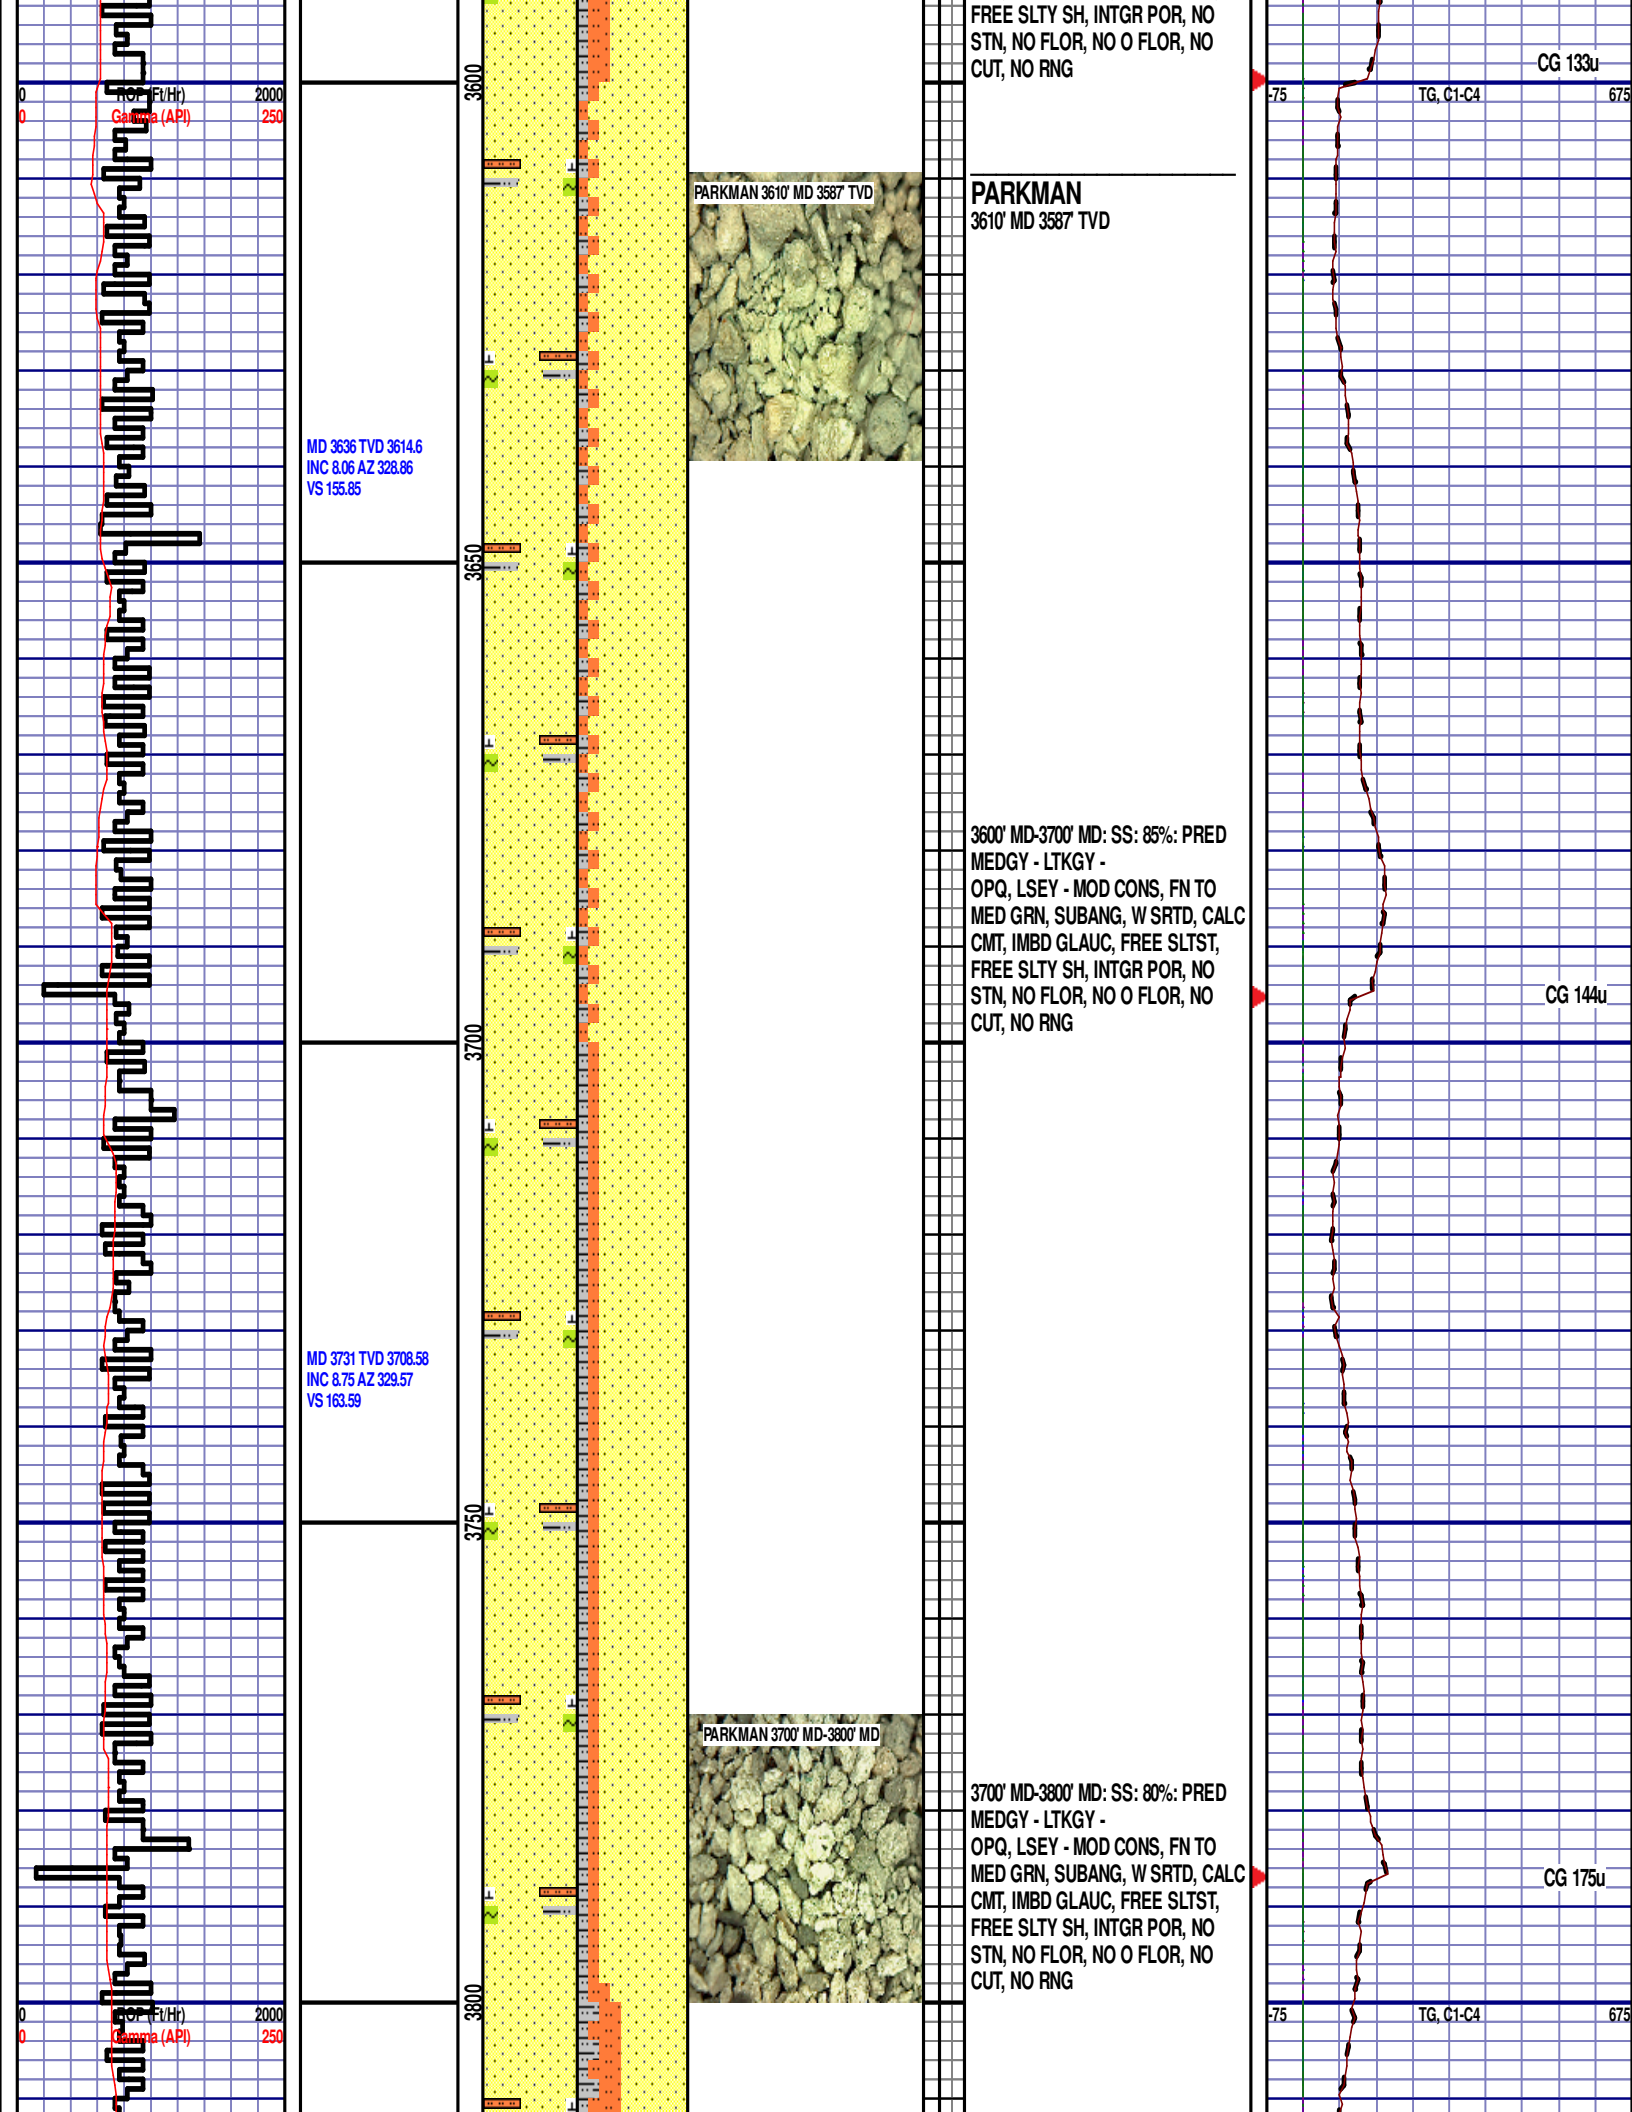 FREE SLTY SH, INTGR POR, NO
STN, NO FLOR, NO O FLOR, NO
CUT, NO RNG
CG 133u
3600
0 ROP (Ft/Hr) 2000
0 Gamma (API) 250
-75 TG, C1-C4 675
PARKMAN 3610' MD 3587' TVD
PARKMAN
3610' MD 3587' TVD
MD 3636 TVD 3614.6
INC 8.06 AZ 328.86
VS 155.85
3650
3600' MD-3700' MD: SS: 85%: PRED
MEDGY - LTKGY -
OPQ, LSEY - MOD CONS, FN TO
MED GRN, SUBANG, W SRTD, CALC
CMT, IMBD GLAUC, FREE SLTST,
FREE SLTY SH, INTGR POR, NO
STN, NO FLOR, NO O FLOR, NO
CUT, NO RNG
CG 144u
3700
MD 3731 TVD 3708.58
INC 8.75 AZ 329.57
VS 163.59
3750
PARKMAN 3700' MD-3800' MD
3700' MD-3800' MD: SS: 80%: PRED
MEDGY - LTKGY -
OPQ, LSEY - MOD CONS, FN TO
MED GRN, SUBANG, W SRTD, CALC
CMT, IMBD GLAUC, FREE SLTST,
FREE SLTY SH, INTGR POR, NO
STN, NO FLOR, NO O FLOR, NO
CUT, NO RNG
CG 175u
3800
0 ROP (Ft/Hr) 2000
0 Gamma (API) 250
-75 TG, C1-C4 675